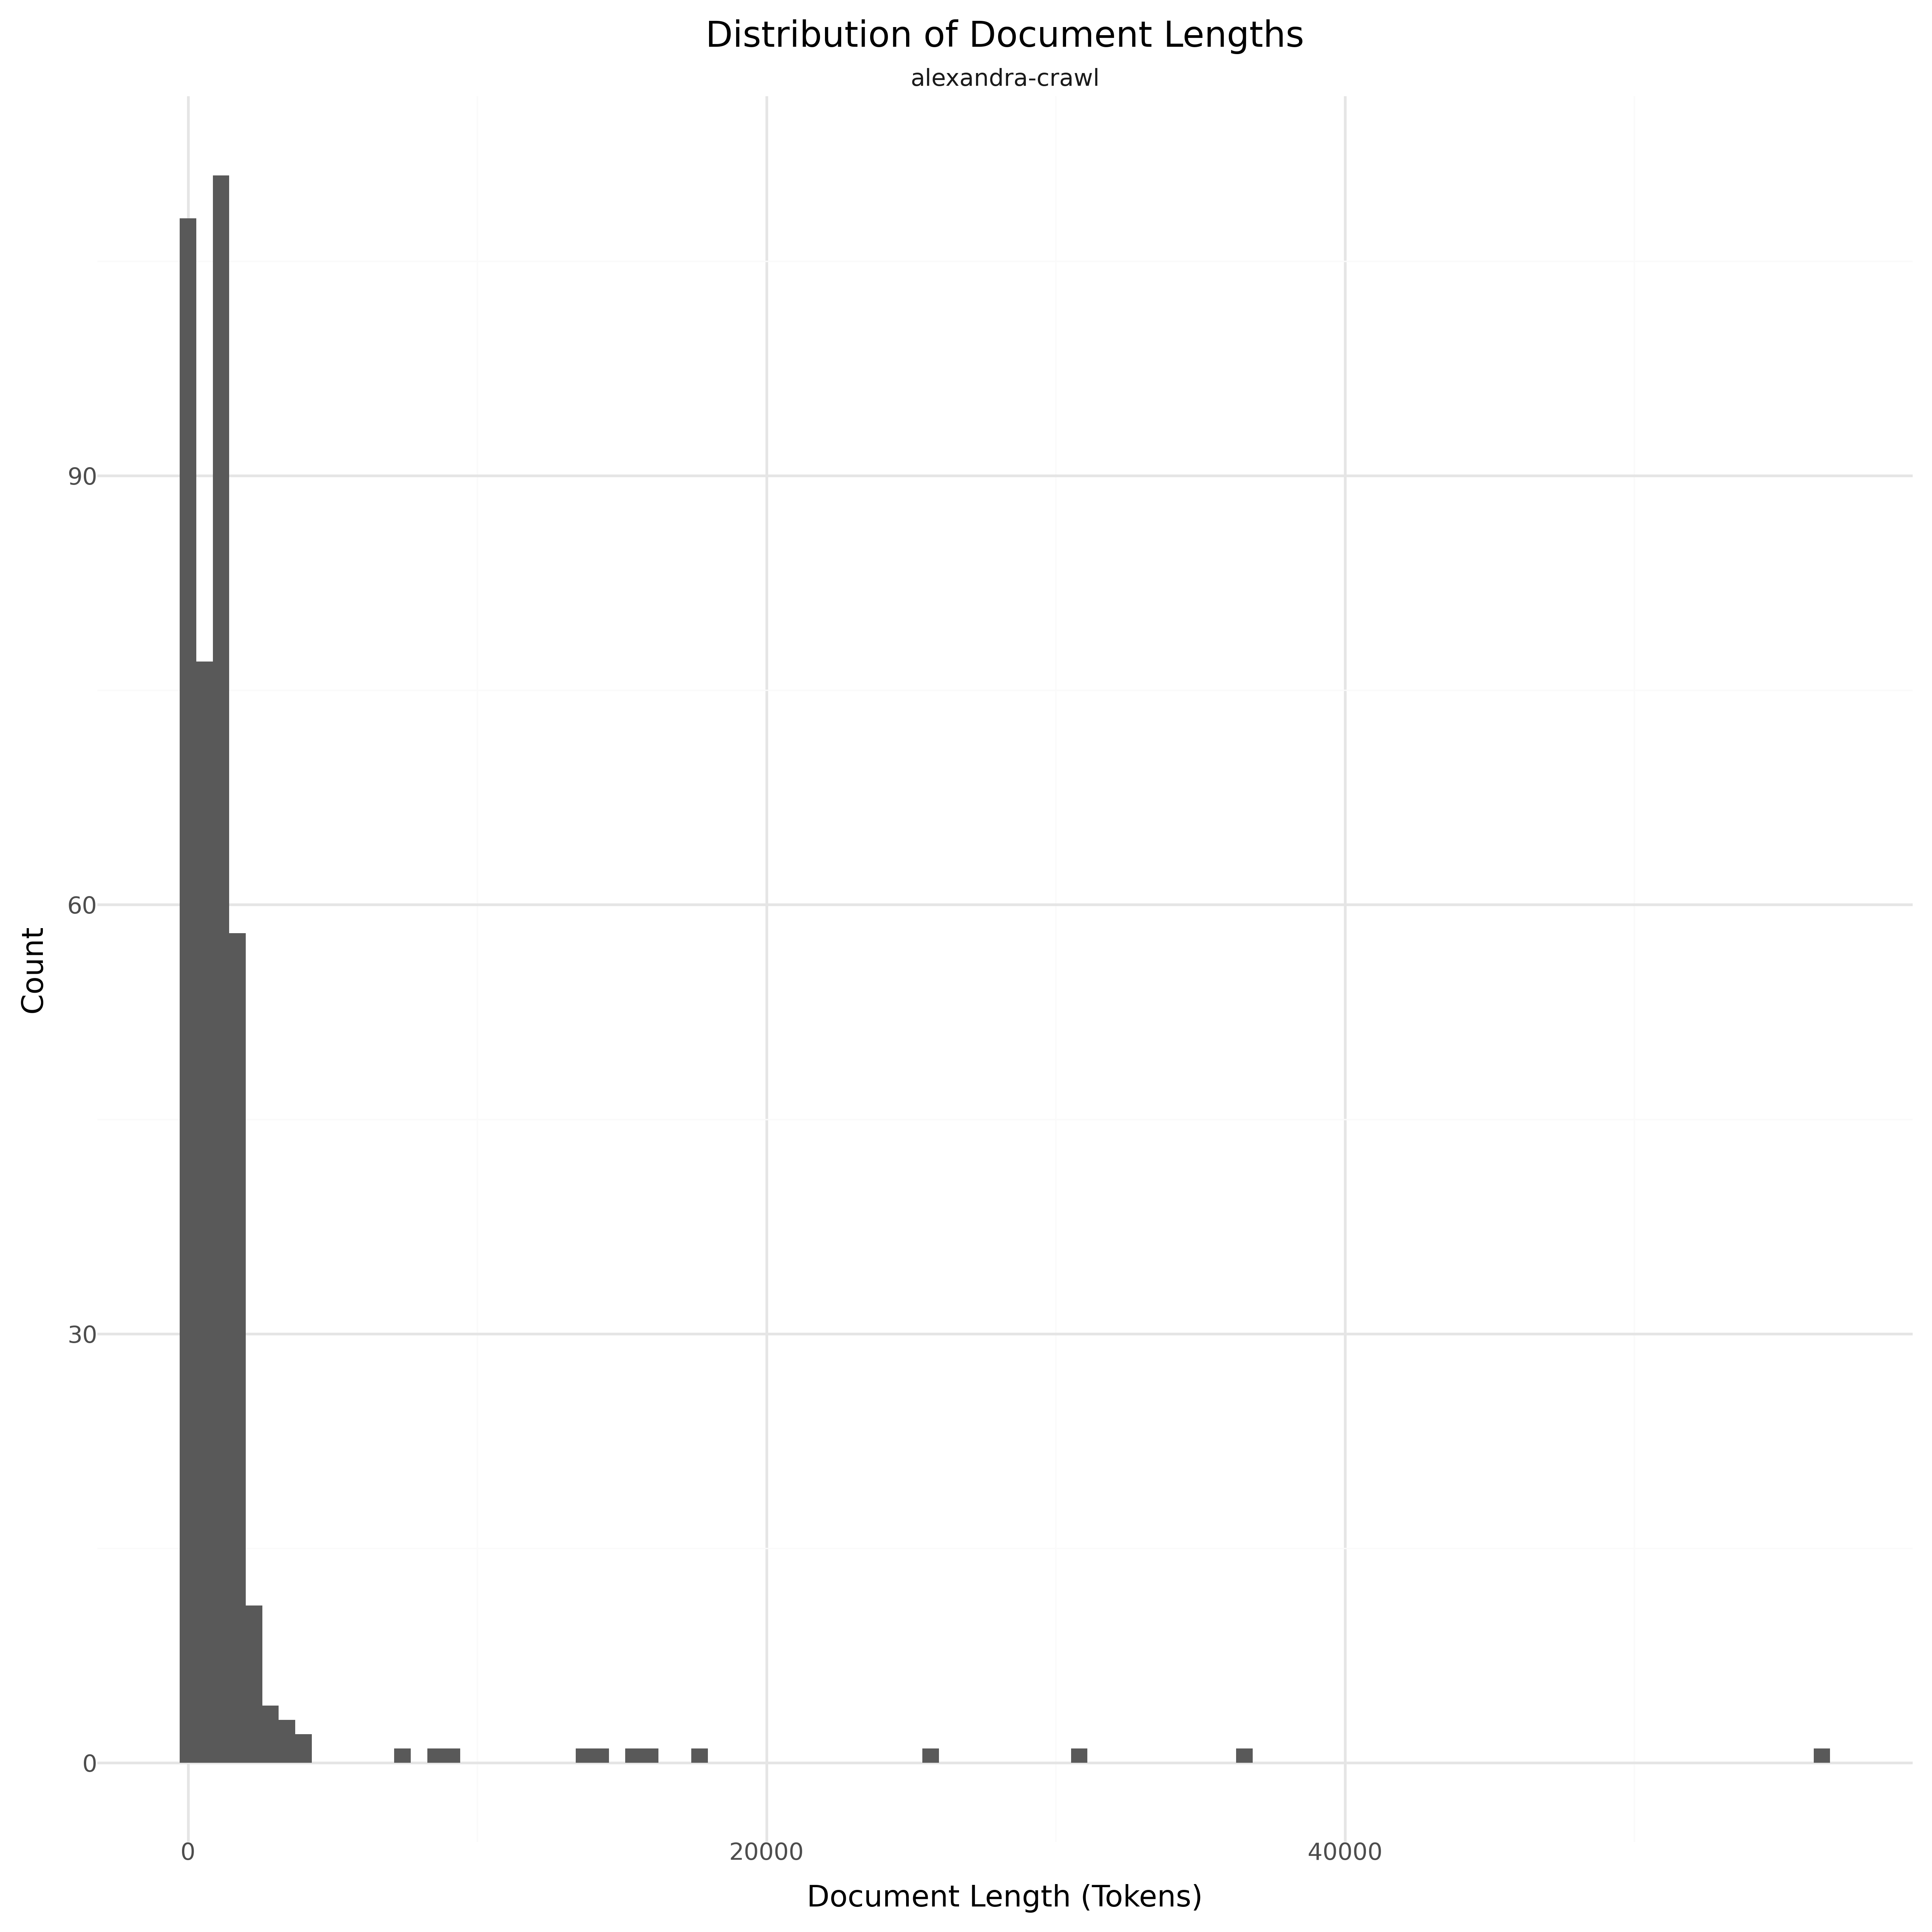 Distribution of Document Lengths
alexandra-crawl
90
60
30
0
Count
0
20000
40000
Document Length (Tokens)